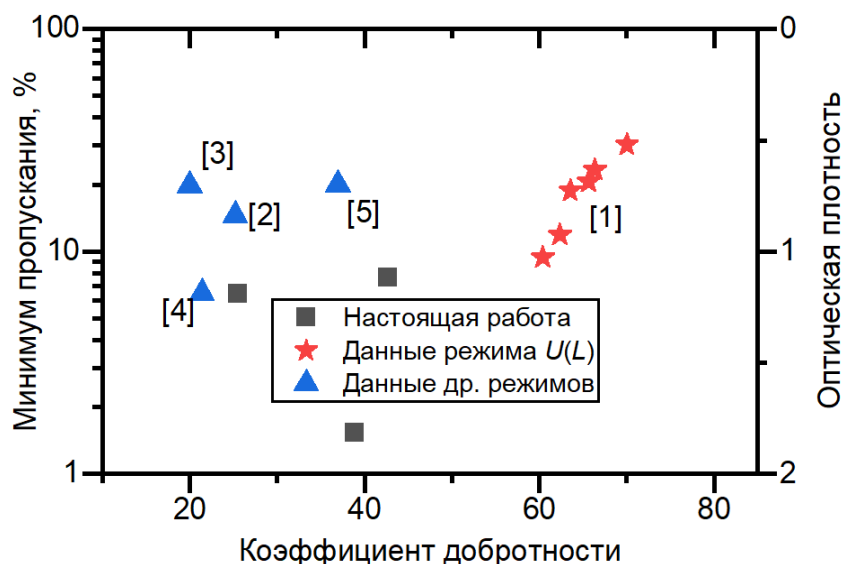 Минимум пропускания, %
100
10
1
0
1
2
Оптическая плотность
[3]
[2]
[5]
[1]
[4]
Настоящая работа
Данные режима U(L)
Данные др. режимов
20
40
60
80
Коэффициент добротности